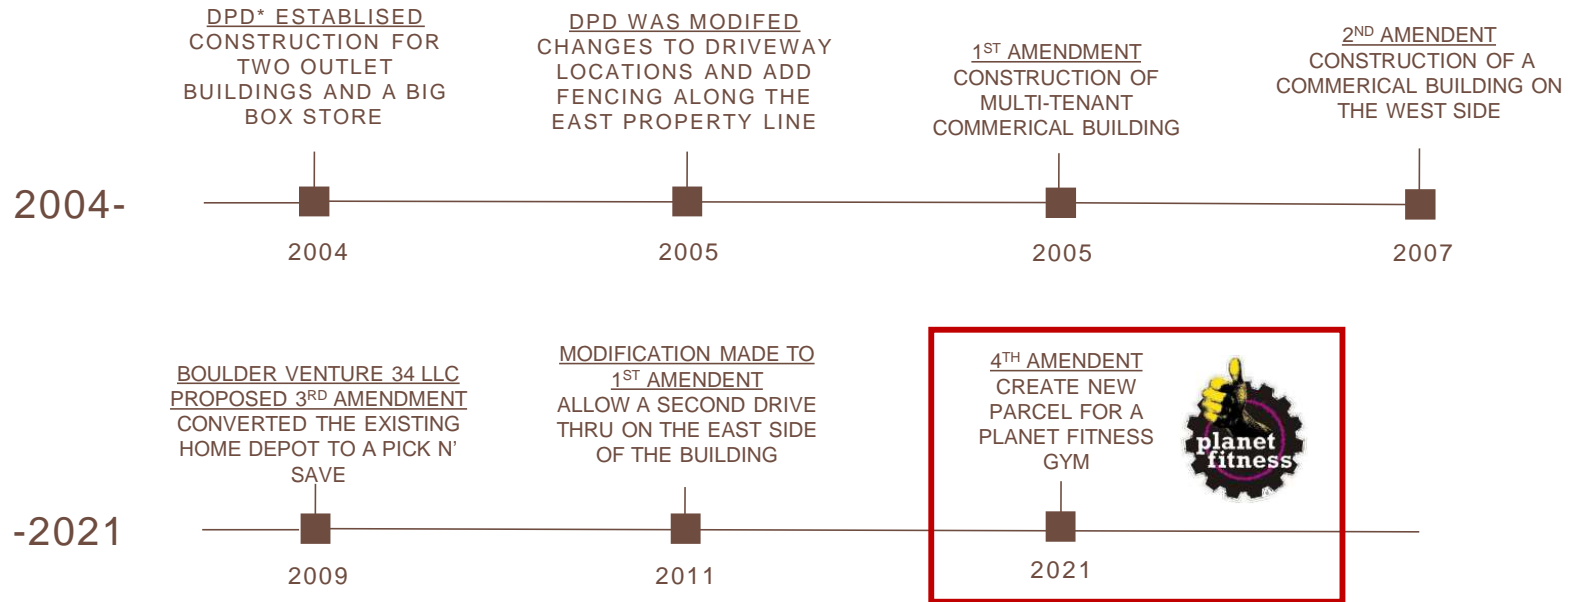 DPD* ESTABLISED
CONSTRUCTION FOR
TWO OUTLET
BUILDINGS AND A BIG
BOX STORE
DPD WAS MODIFED
CHANGES TO DRIVEWAY
LOCATIONS AND ADD
FENCING ALONG THE
EAST PROPERTY LINE
1ST AMENDMENT
CONSTRUCTION OF
MULTI-TENANT
COMMERICAL BUILDING
2ND AMENDENT
CONSTRUCTION OF A
COMMERICAL BUILDING ON
THE WEST SIDE
2004-
2004
2005
2005
2007
BOULDER VENTURE 34 LLC
PROPOSED 3RD AMENDMENT
CONVERTED THE EXISTING
HOME DEPOT TO A PICK N'
SAVE
MODIFICATION MADE TO
1ST AMENDENT
ALLOW A SECOND DRIVE
THRU ON THE EAST SIDE
OF THE BUILDING
4TH AMENDENT
CREATE NEW
PARCEL FOR A
PLANET FITNESS
GYM
planet
fitness
-2021
2009
2011
2021